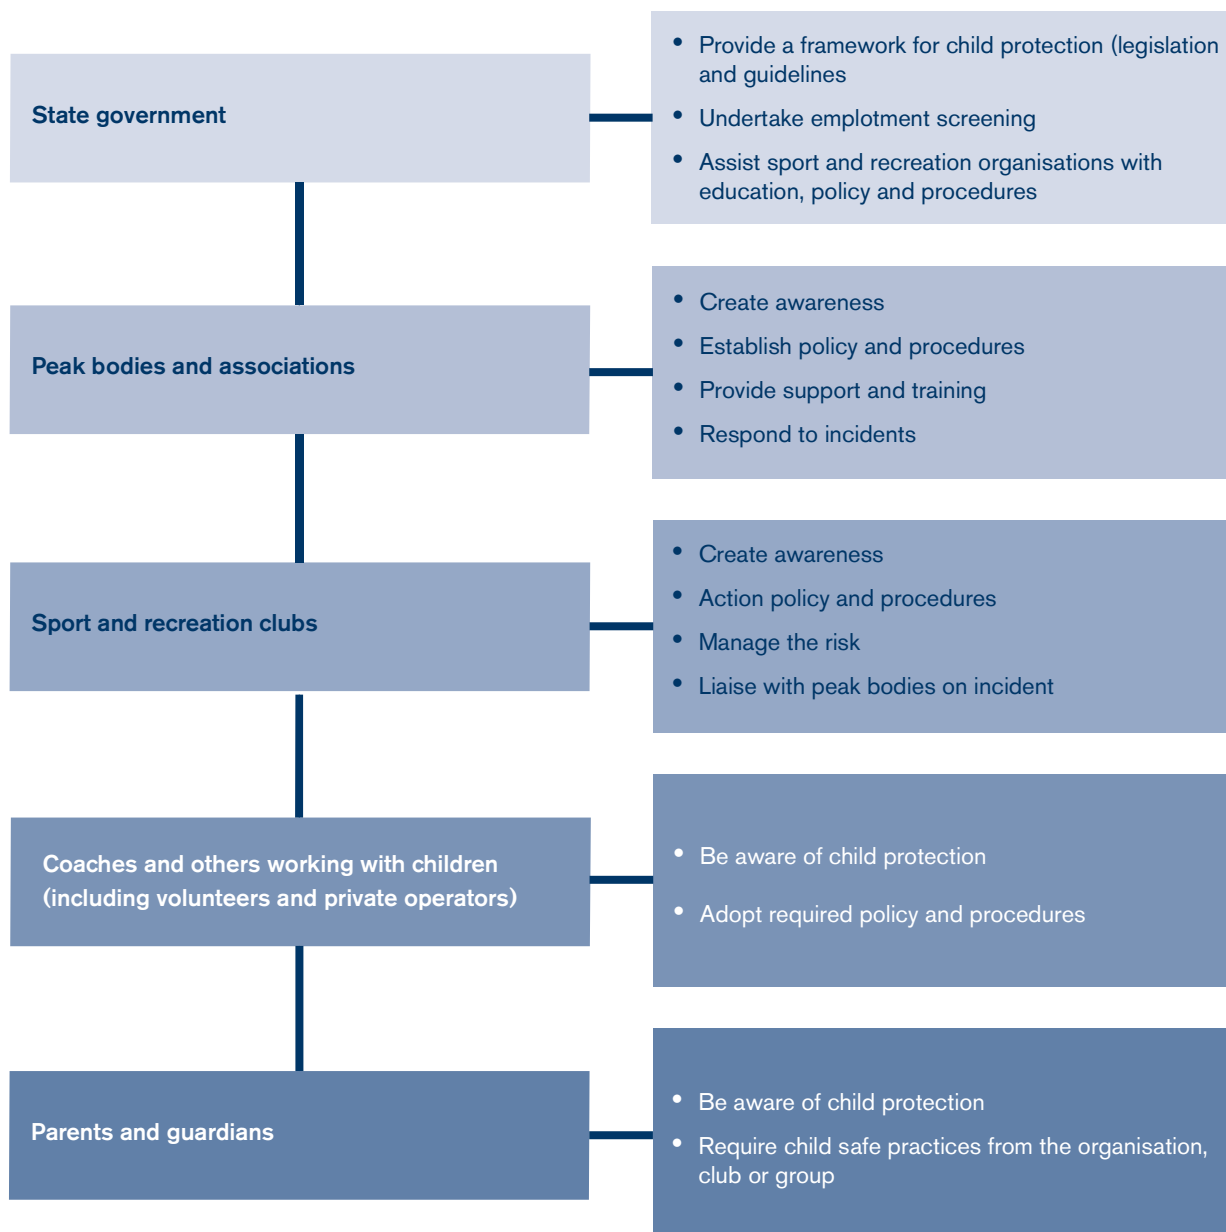 State government
• Provide a framework for child protection (legislation
and guidelines
• Undertake emplotment screening
• Assist sport and recreation organisations with
education, policy and procedures
Peak bodies and associations
• Create awareness
• Establish policy and procedures
• Provide support and training
• Respond to incidents
Sport and recreation clubs
• Create awareness
• Action policy and procedures
• Manage the risk
• Liaise with peak bodies on incident
Coaches and others working with children
(including volunteers and private operators)
• Be aware of child protection
• Adopt required policy and procedures
Parents and guardians
• Be aware of child protection
• Require child safe practices from the organisation,
club or group